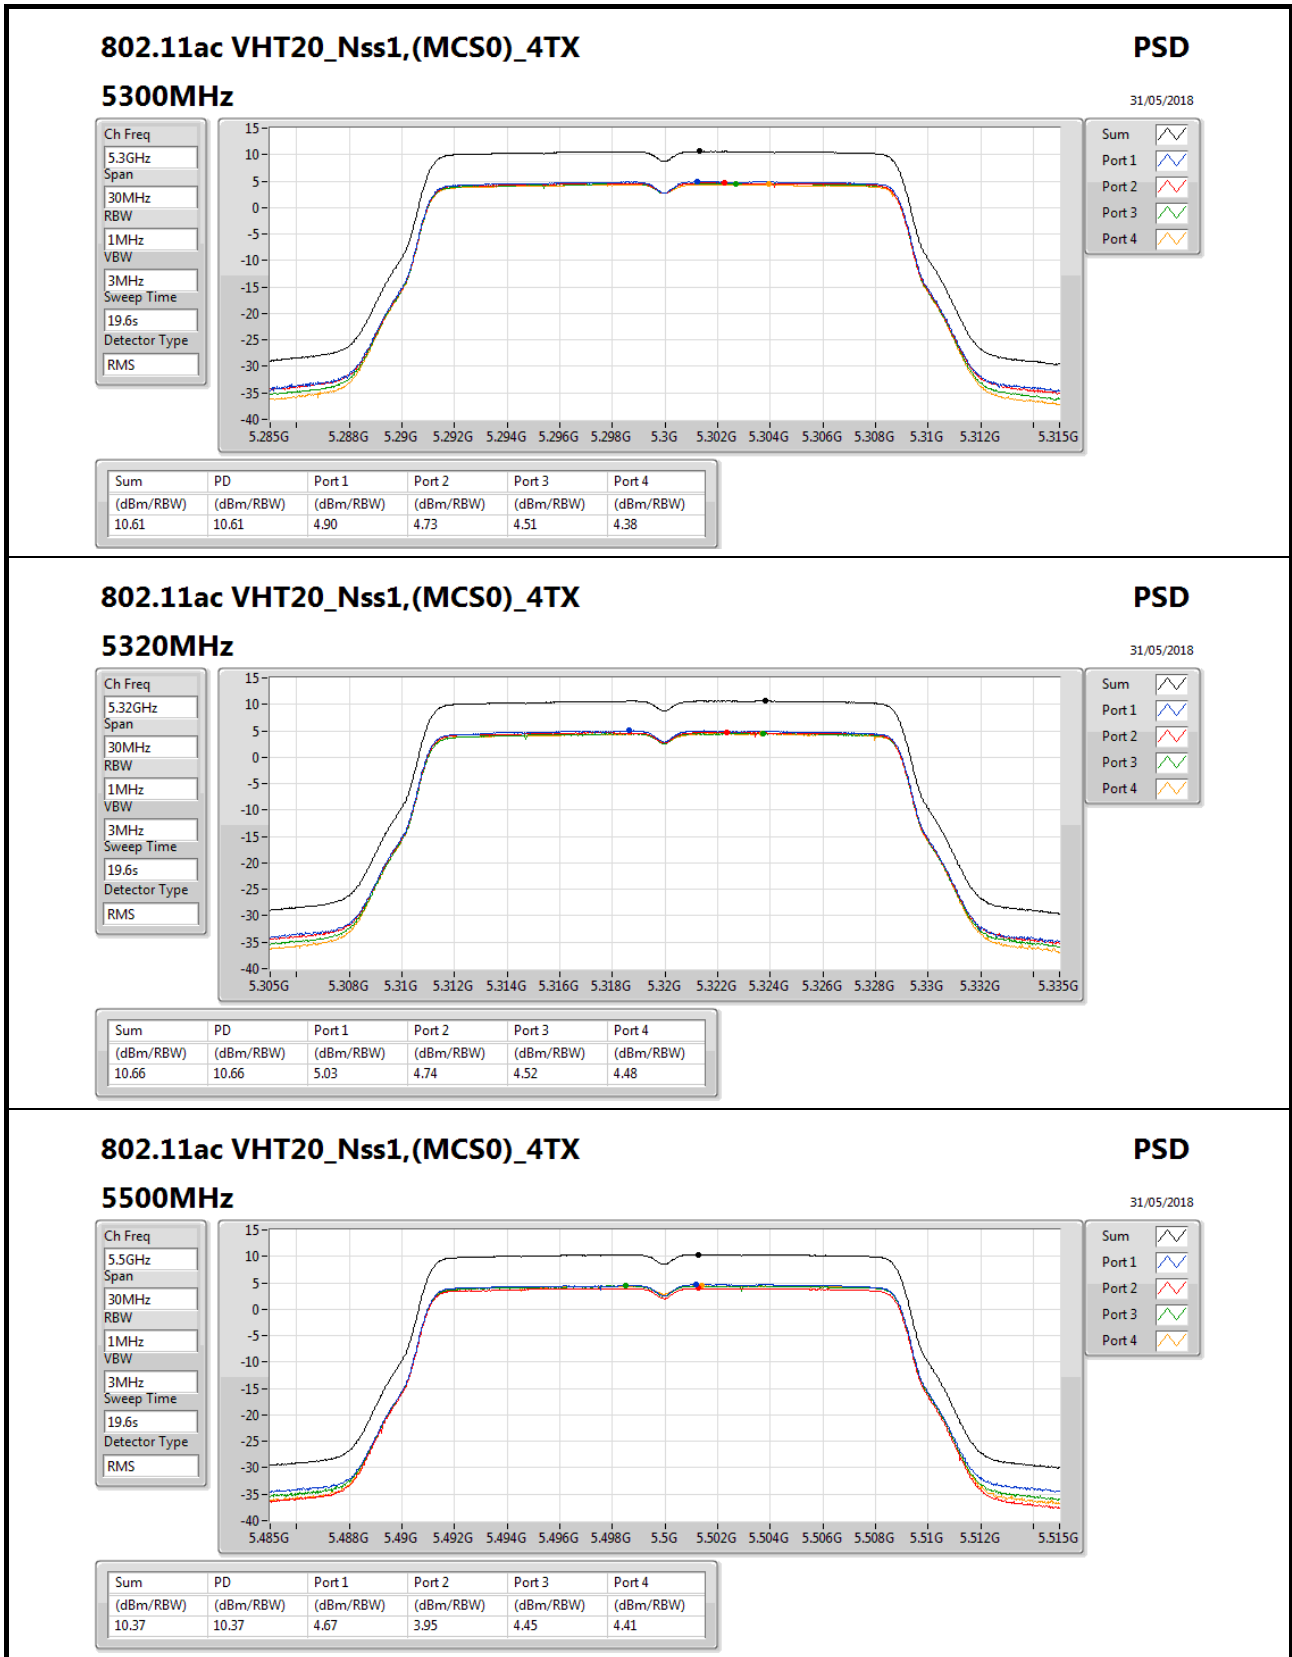 802.11ac VHT20_Nss1,(MCS0)_4TX PSD
5300MHz 31/05/2018
Ch Freq
5.3GHz
Span
30MHz
RBW
1MHz
VBW
3MHz
Sweep Time
19.6s
Detector Type
RMS
15
10
5
0
-5
-10
-15
-20
-25
-30
-35
-40
5.285G 5.288G 5.29G 5.292G 5.294G 5.296G 5.298G 5.3G 5.302G 5.304G 5.306G 5.308G 5.31G 5.312G 5.315G
Sum
Port 1
Port 2
Port 3
Port 4
Sum PD Port 1 Port 2 Port 3 Port 4
(dBm/RBW) (dBm/RBW) (dBm/RBW) (dBm/RBW) (dBm/RBW) (dBm/RBW)
10.61 10.61 4.90 4.73 4.51 4.38
802.11ac VHT20_Nss1,(MCS0)_4TX PSD
5320MHz 31/05/2018
Ch Freq
5.32GHz
Span
30MHz
RBW
1MHz
VBW
3MHz
Sweep Time
19.6s
Detector Type
RMS
15
10
5
0
-5
-10
-15
-20
-25
-30
-35
-40
5.305G 5.308G 5.31G 5.312G 5.314G 5.316G 5.318G 5.32G 5.322G 5.324G 5.326G 5.328G 5.33G 5.332G 5.335G
Sum
Port 1
Port 2
Port 3
Port 4
Sum PD Port 1 Port 2 Port 3 Port 4
(dBm/RBW) (dBm/RBW) (dBm/RBW) (dBm/RBW) (dBm/RBW) (dBm/RBW)
10.66 10.66 5.03 4.74 4.52 4.48
802.11ac VHT20_Nss1,(MCS0)_4TX PSD
5500MHz 31/05/2018
Ch Freq
5.5GHz
Span
30MHz
RBW
1MHz
VBW
3MHz
Sweep Time
19.6s
Detector Type
RMS
15
10
5
0
-5
-10
-15
-20
-25
-30
-35
-40
5.485G 5.488G 5.49G 5.492G 5.494G 5.496G 5.498G 5.5G 5.502G 5.504G 5.506G 5.508G 5.51G 5.512G 5.515G
Sum
Port 1
Port 2
Port 3
Port 4
Sum PD Port 1 Port 2 Port 3 Port 4
(dBm/RBW) (dBm/RBW) (dBm/RBW) (dBm/RBW) (dBm/RBW) (dBm/RBW)
10.37 10.37 4.67 3.95 4.45 4.41